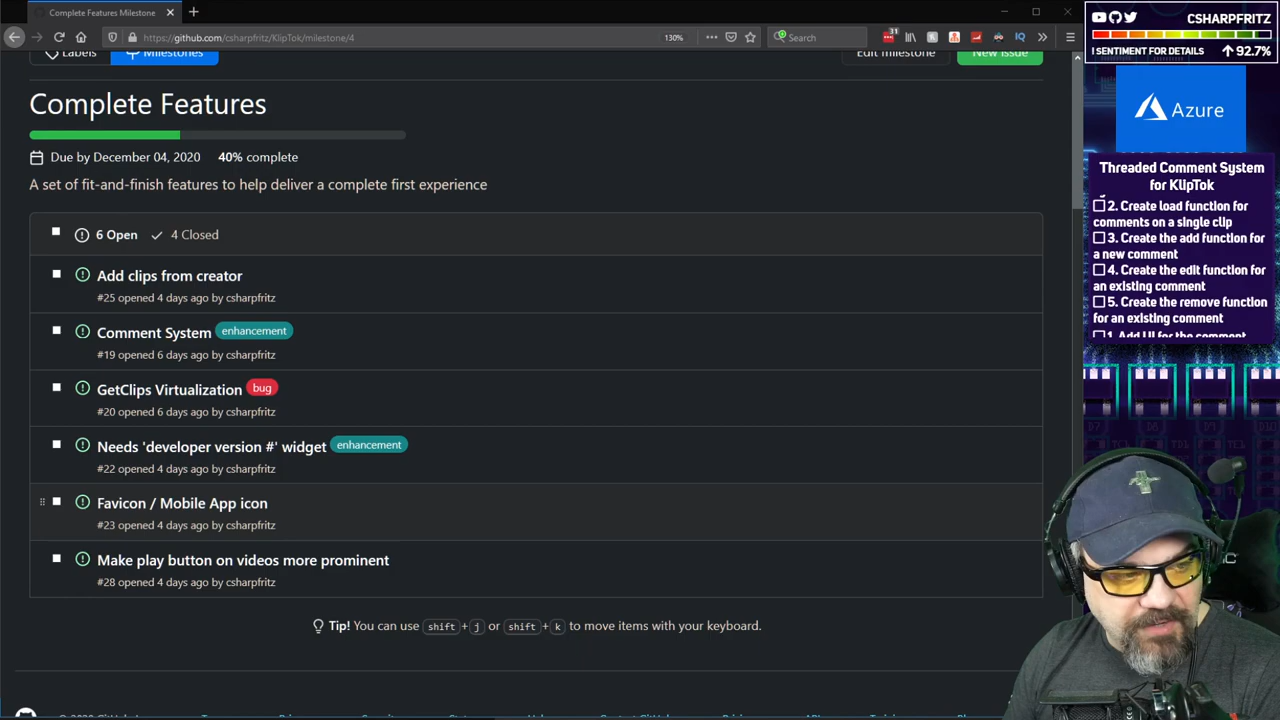 Complete Features Milestone
https://github.com/csharpfritz/KlipTok/milestone/4
130%
Search
31
Labels
Milestones
Edit milestone
New issue
Complete Features
Due by December 04, 2020 40% complete
A set of fit-and-finish features to help deliver a complete first experience
6 Open 4 Closed
Add clips from creator
#25 opened 4 days ago by csharpfritz
Comment System enhancement
#19 opened 6 days ago by csharpfritz
GetClips Virtualization bug
#20 opened 6 days ago by csharpfritz
Needs 'developer version #' widget enhancement
#22 opened 4 days ago by csharpfritz
Favicon / Mobile App icon
#23 opened 4 days ago by csharpfritz
Make play button on videos more prominent
#28 opened 4 days ago by csharpfritz
Tip! You can use shift+j or shift+k to move items with your keyboard.
CSHARPFRITZ
! SENTIMENT FOR DETAILS 92.7%
Azure
Threaded Comment System
for KlipTok
2. Create load function for
comments on a single clip
3. Create the add function for
a new comment
4. Create the edit function for
an existing comment
5. Create the remove function
for an existing comment
1. Add UI for the comment